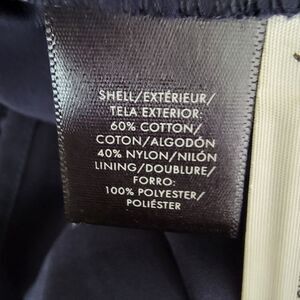 SHELL/EXTÉRIEUR/
TELA EXTERIOR:
60% COTTON/
COTON/ALGODÓN
40% NYLON/NILÓN
LINING/DOUBLURE/
FORRO:
100% POLYESTER/
POLIÉSTER